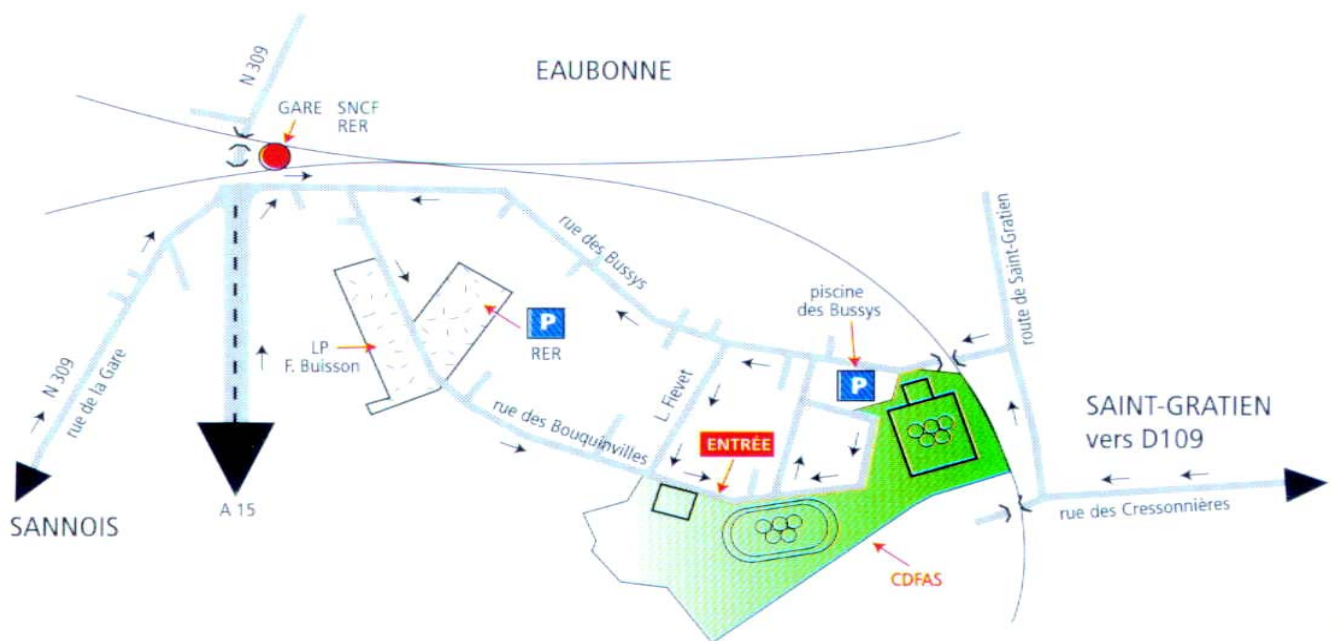 N 309
EAUBONNE
GARE SNCF
RER
rue des Bussys
route de Saint-Gratien
piscine
des Bussys
P
RER
P
LP
F. Buisson
N 309
rue de la Gare
L. Fievet
rue des Bouquinvilles
ENTRÉE
SAINT-GRATIEN
vers D109
rue des Cressonnières
A 15
SANNOIS
CDFAS